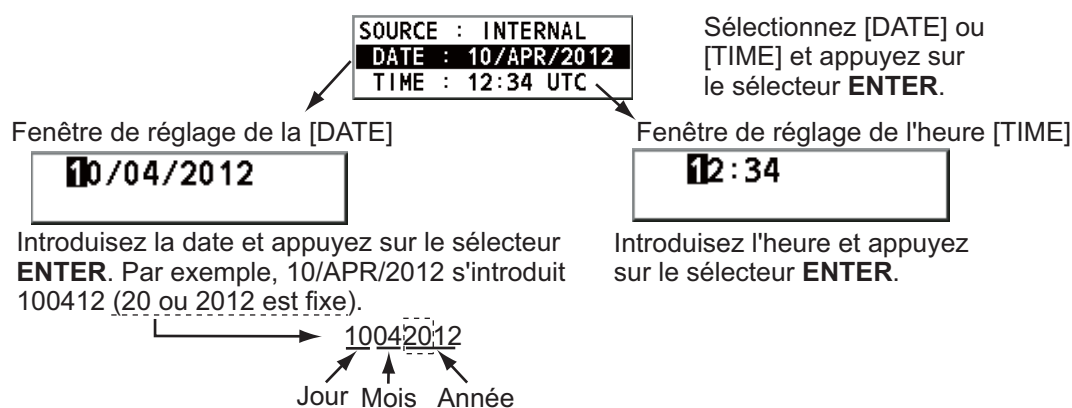 SOURCE : INTERNAL
DATE : 10/APR/2012
TIME : 12:34 UTC
Sélectionnez [DATE] ou
[TIME] et appuyez sur
le sélecteur ENTER.
Fenêtre de réglage de la [DATE]
10/04/2012
Introduisez la date et appuyez sur le sélecteur
ENTER. Par exemple, 10/APR/2012 s'introduit
100412 (20 ou 2012 est fixe).
10042012
Jour Mois Année
Fenêtre de réglage de l'heure [TIME]
12:34
Introduisez l'heure et appuyez
sur le sélecteur ENTER.